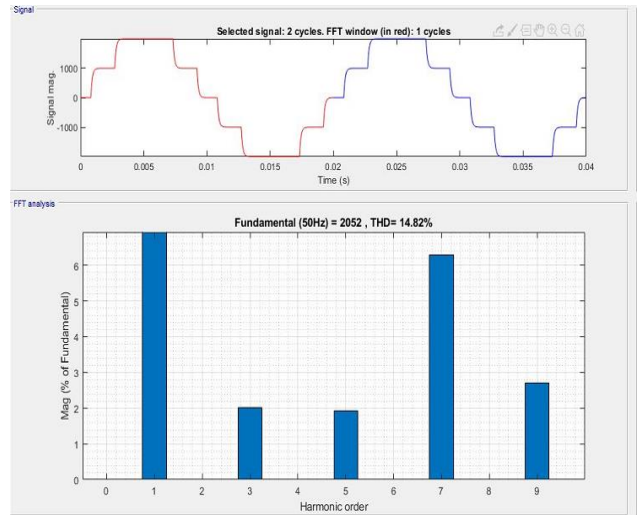 Signal
Selected signal: 2 cycles. FFT window (in red): 1 cycles
Signal mag.
1000
0
-1000
0 0.005 0.01 0.015 0.02 0.025 0.03 0.035 0.04
Time (s)
FFT analysis
Fundamental (50Hz) = 2052 , THD= 14.82%
Mag (% of Fundamental)
6
5
4
3
2
1
0
0 1 2 3 4 5 6 7 8 9
Harmonic order